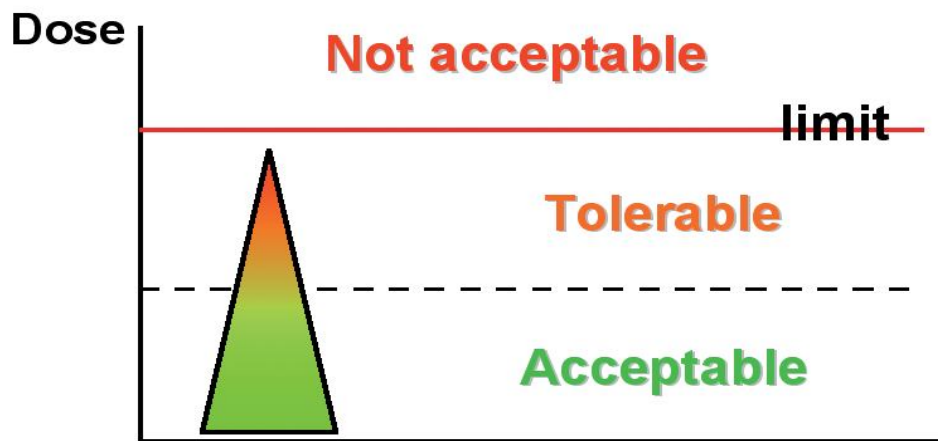 Dose
Not acceptable
limit
Tolerable
Acceptable